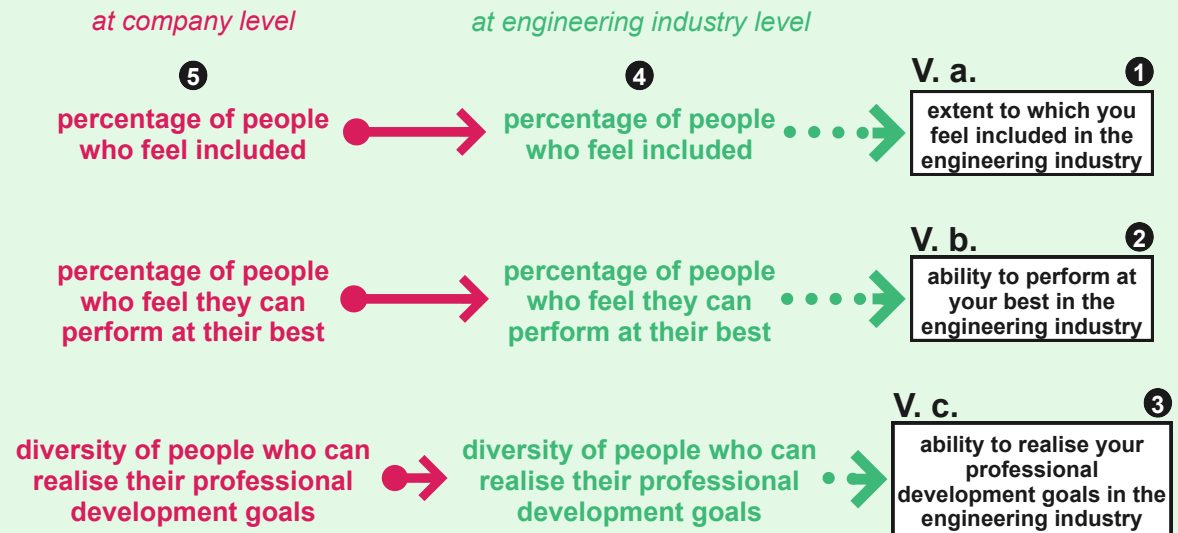 at company level
at engineering industry level
5
4
V. a.
1
percentage of people
who feel included
percentage of people
who feel included
extent to which you
feel included in the
engineering industry
V. b.
2
percentage of people
who feel they can
perform at their best
percentage of people
who feel they can
perform at their best
ability to perform at
your best in the
engineering industry
V. c.
3
diversity of people who can
realise their professional
development goals
diversity of people who can
realise their professional
development goals
ability to realise your
professional
development goals in the
engineering industry